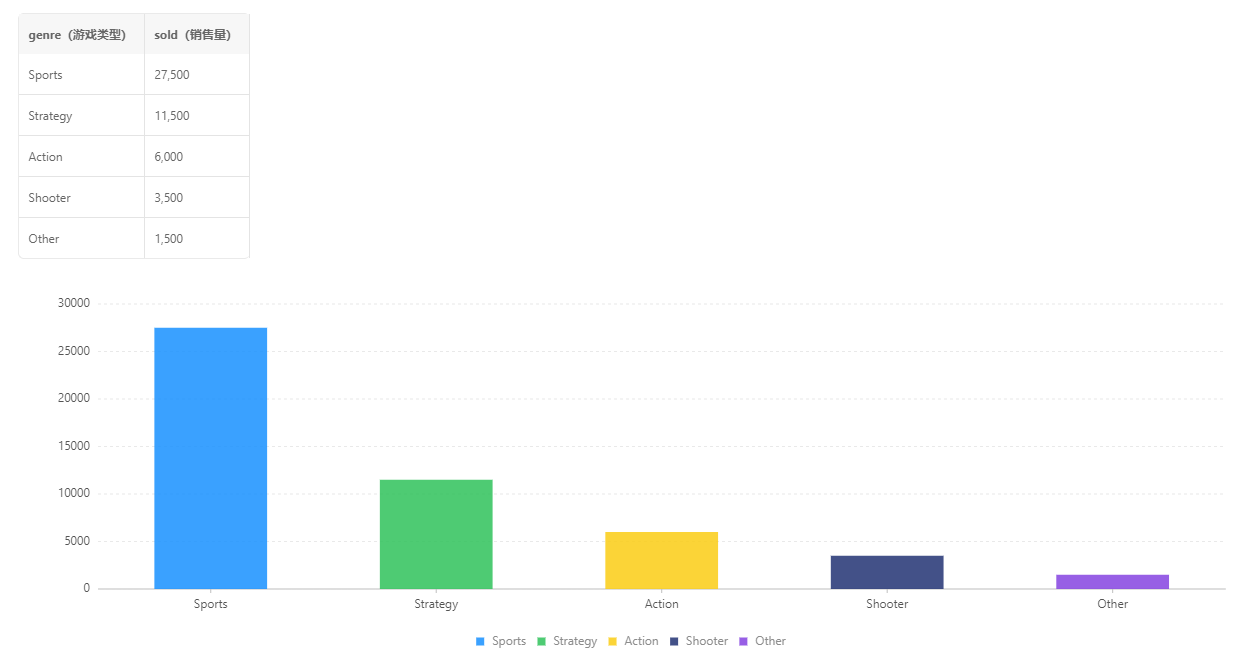 genre（游戏类型） sold（销售量）
Sports 27,500
Strategy 11,500
Action 6,000
Shooter 3,500
Other 1,500
30000
25000
20000
15000
10000
5000
0
Sports Strategy Action Shooter Other
Sports Strategy Action Shooter Other